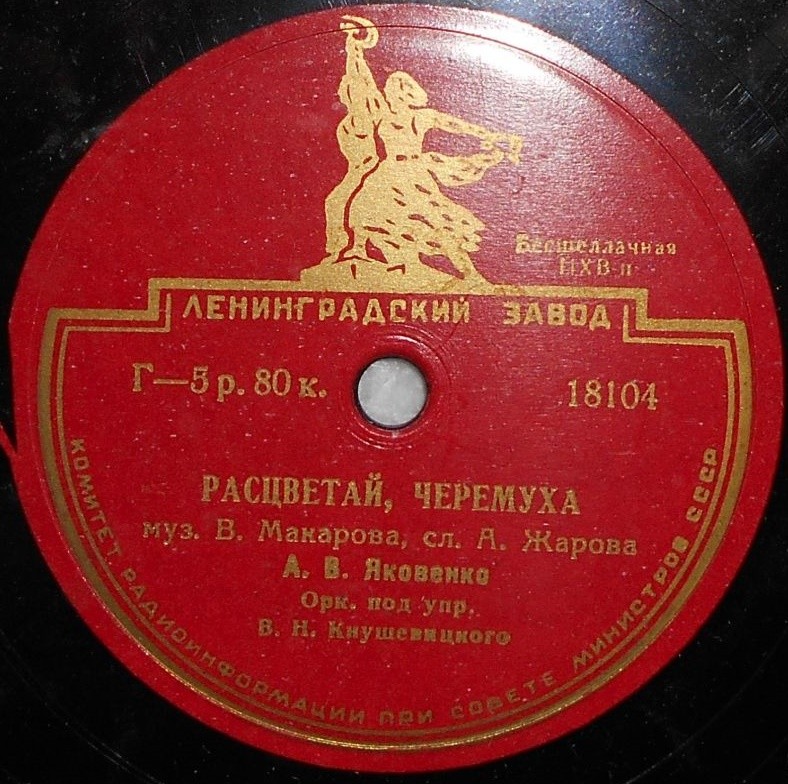 Бесшеллачная
ПХВ-п
ЛЕНИНГРАДСКИЙ ЗАВОД
Г—5 р. 80 к. 18104
РАСЦВЕТАЙ, ЧЕРЕМУХА
муз. В. Макарова, сл. А. Жарова
А. В. Яковенко
Орк. под упр.
В. Н. Кнушевицкого
КОМИТЕТ РАДИОИНФОРМАЦИИ ПРИ СОВЕТЕ МИНИСТРОВ СССР